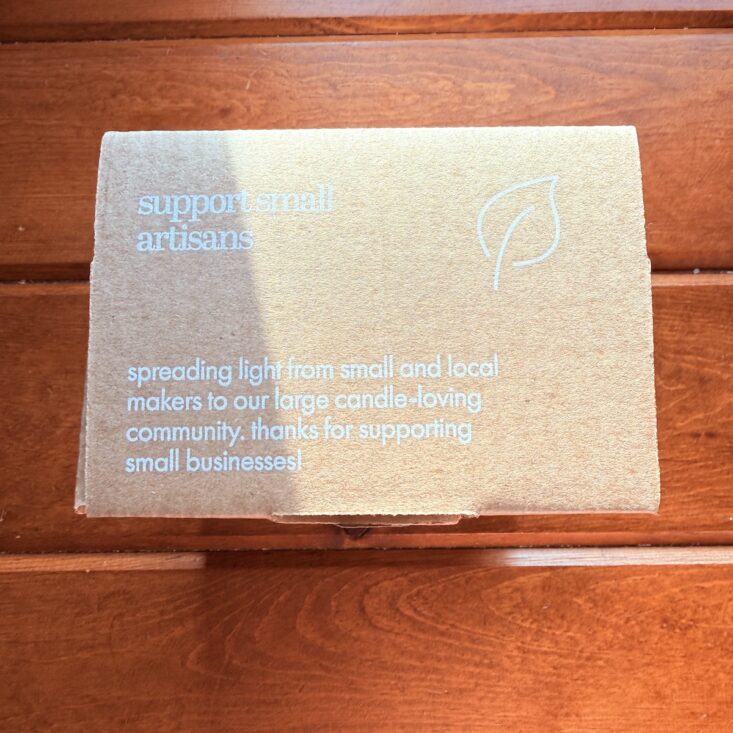 support small
artisans
spreading light from small and local
makers to our large candle-loving
community. thanks for supporting
small businesses!